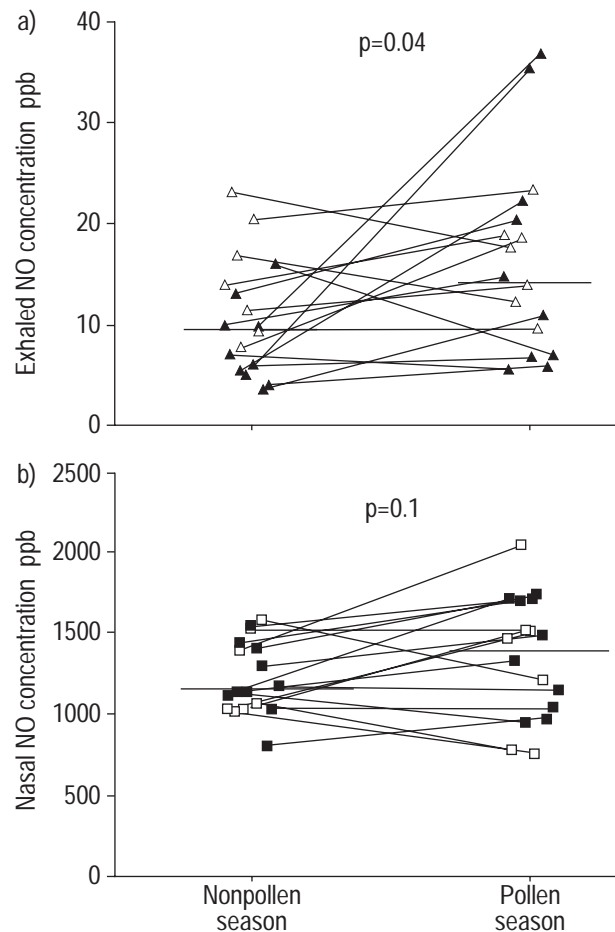 a)
p=0.04
Exhaled NO concentration ppb
40
30
20
10
0
b)
p=0.1
Nasal NO concentration ppb
2500
2000
1500
1000
500
0
Nonpollen
season
Pollen
season